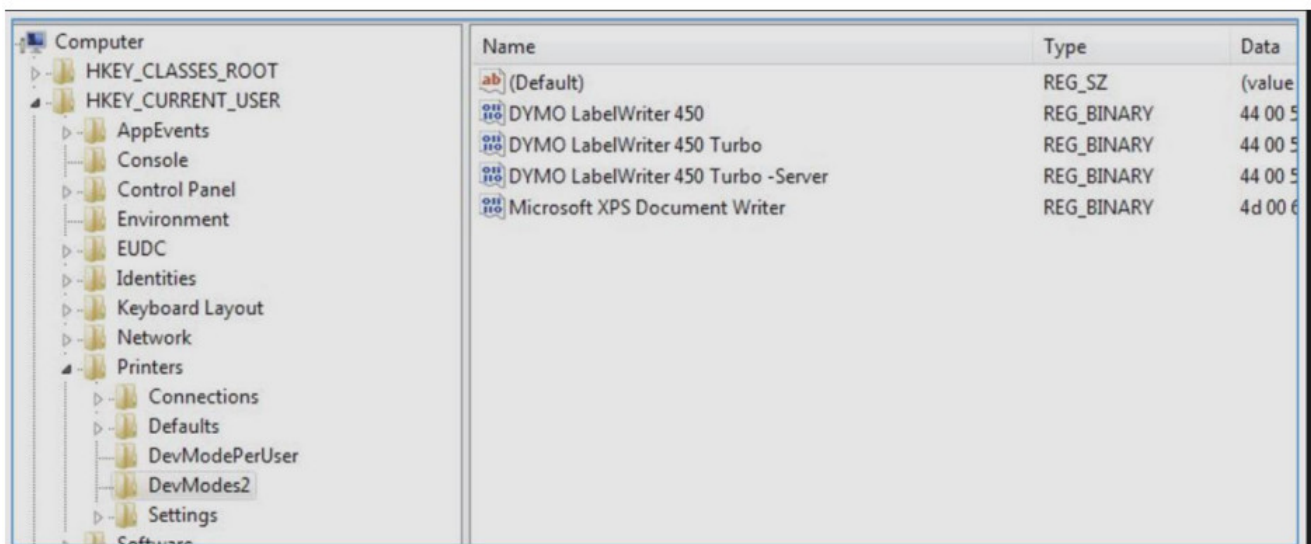 Computer
HKEY_CLASSES_ROOT
HKEY_CURRENT_USER
AppEvents
Console
Control Panel
Environment
EUDC
Identities
Keyboard Layout
Network
Printers
Connections
Defaults
DevModePerUser
DevModes2
Settings
Software
Name Type Data
ab (Default) REG_SZ (value
DYMO LabelWriter 450 REG_BINARY 44 00 5
DYMO LabelWriter 450 Turbo REG_BINARY 44 00 5
DYMO LabelWriter 450 Turbo -Server REG_BINARY 44 00 5
Microsoft XPS Document Writer REG_BINARY 4d 00 6